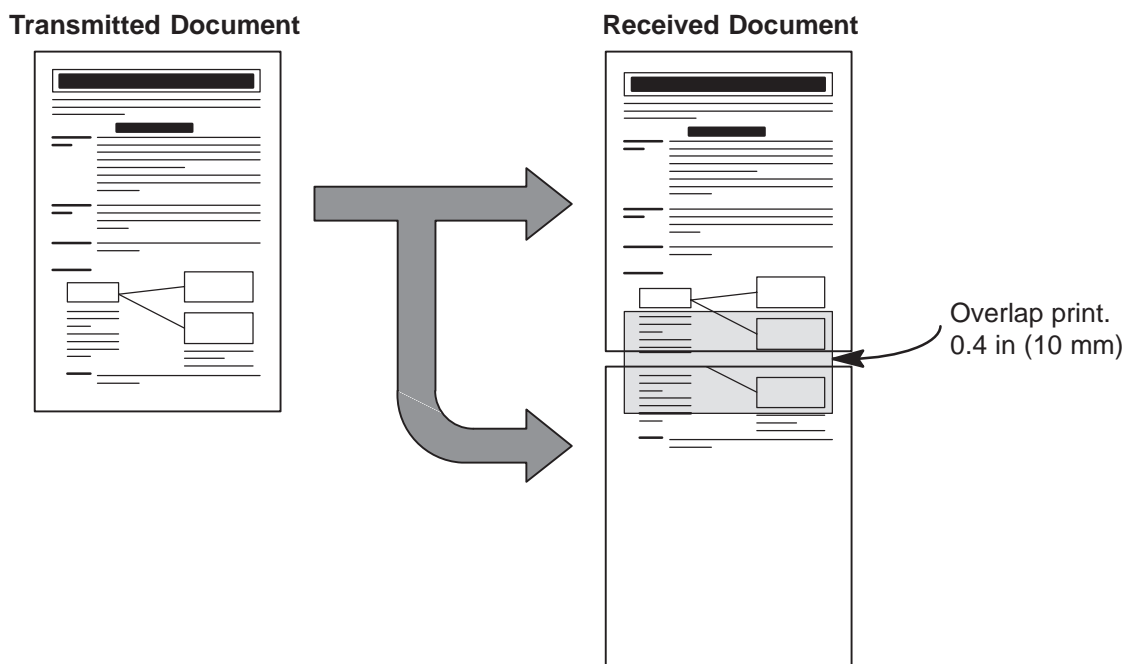 Transmitted Document
Received Document
Overlap print.
0.4 in (10 mm)